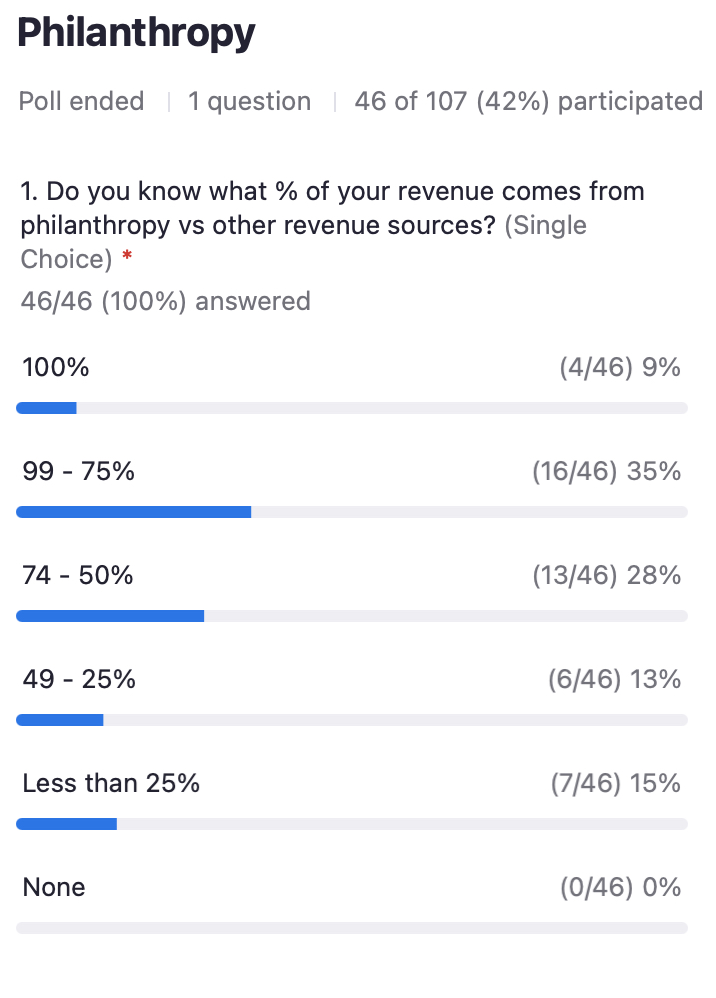 Philanthropy
Poll ended | 1 question | 46 of 107 (42%) participated
1. Do you know what % of your revenue comes from
philanthropy vs other revenue sources? (Single
Choice) *
46/46 (100%) answered
100% (4/46) 9%
99 - 75% (16/46) 35%
74 - 50% (13/46) 28%
49 - 25% (6/46) 13%
Less than 25% (7/46) 15%
None (0/46) 0%